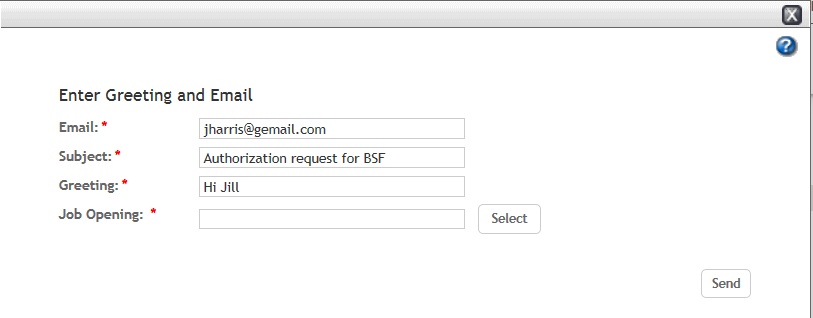 X
?
Enter Greeting and Email
Email: * jharris@gemail.com
Subject: * Authorization request for BSF
Greeting: * Hi Jill
Job Opening: * Select
Send